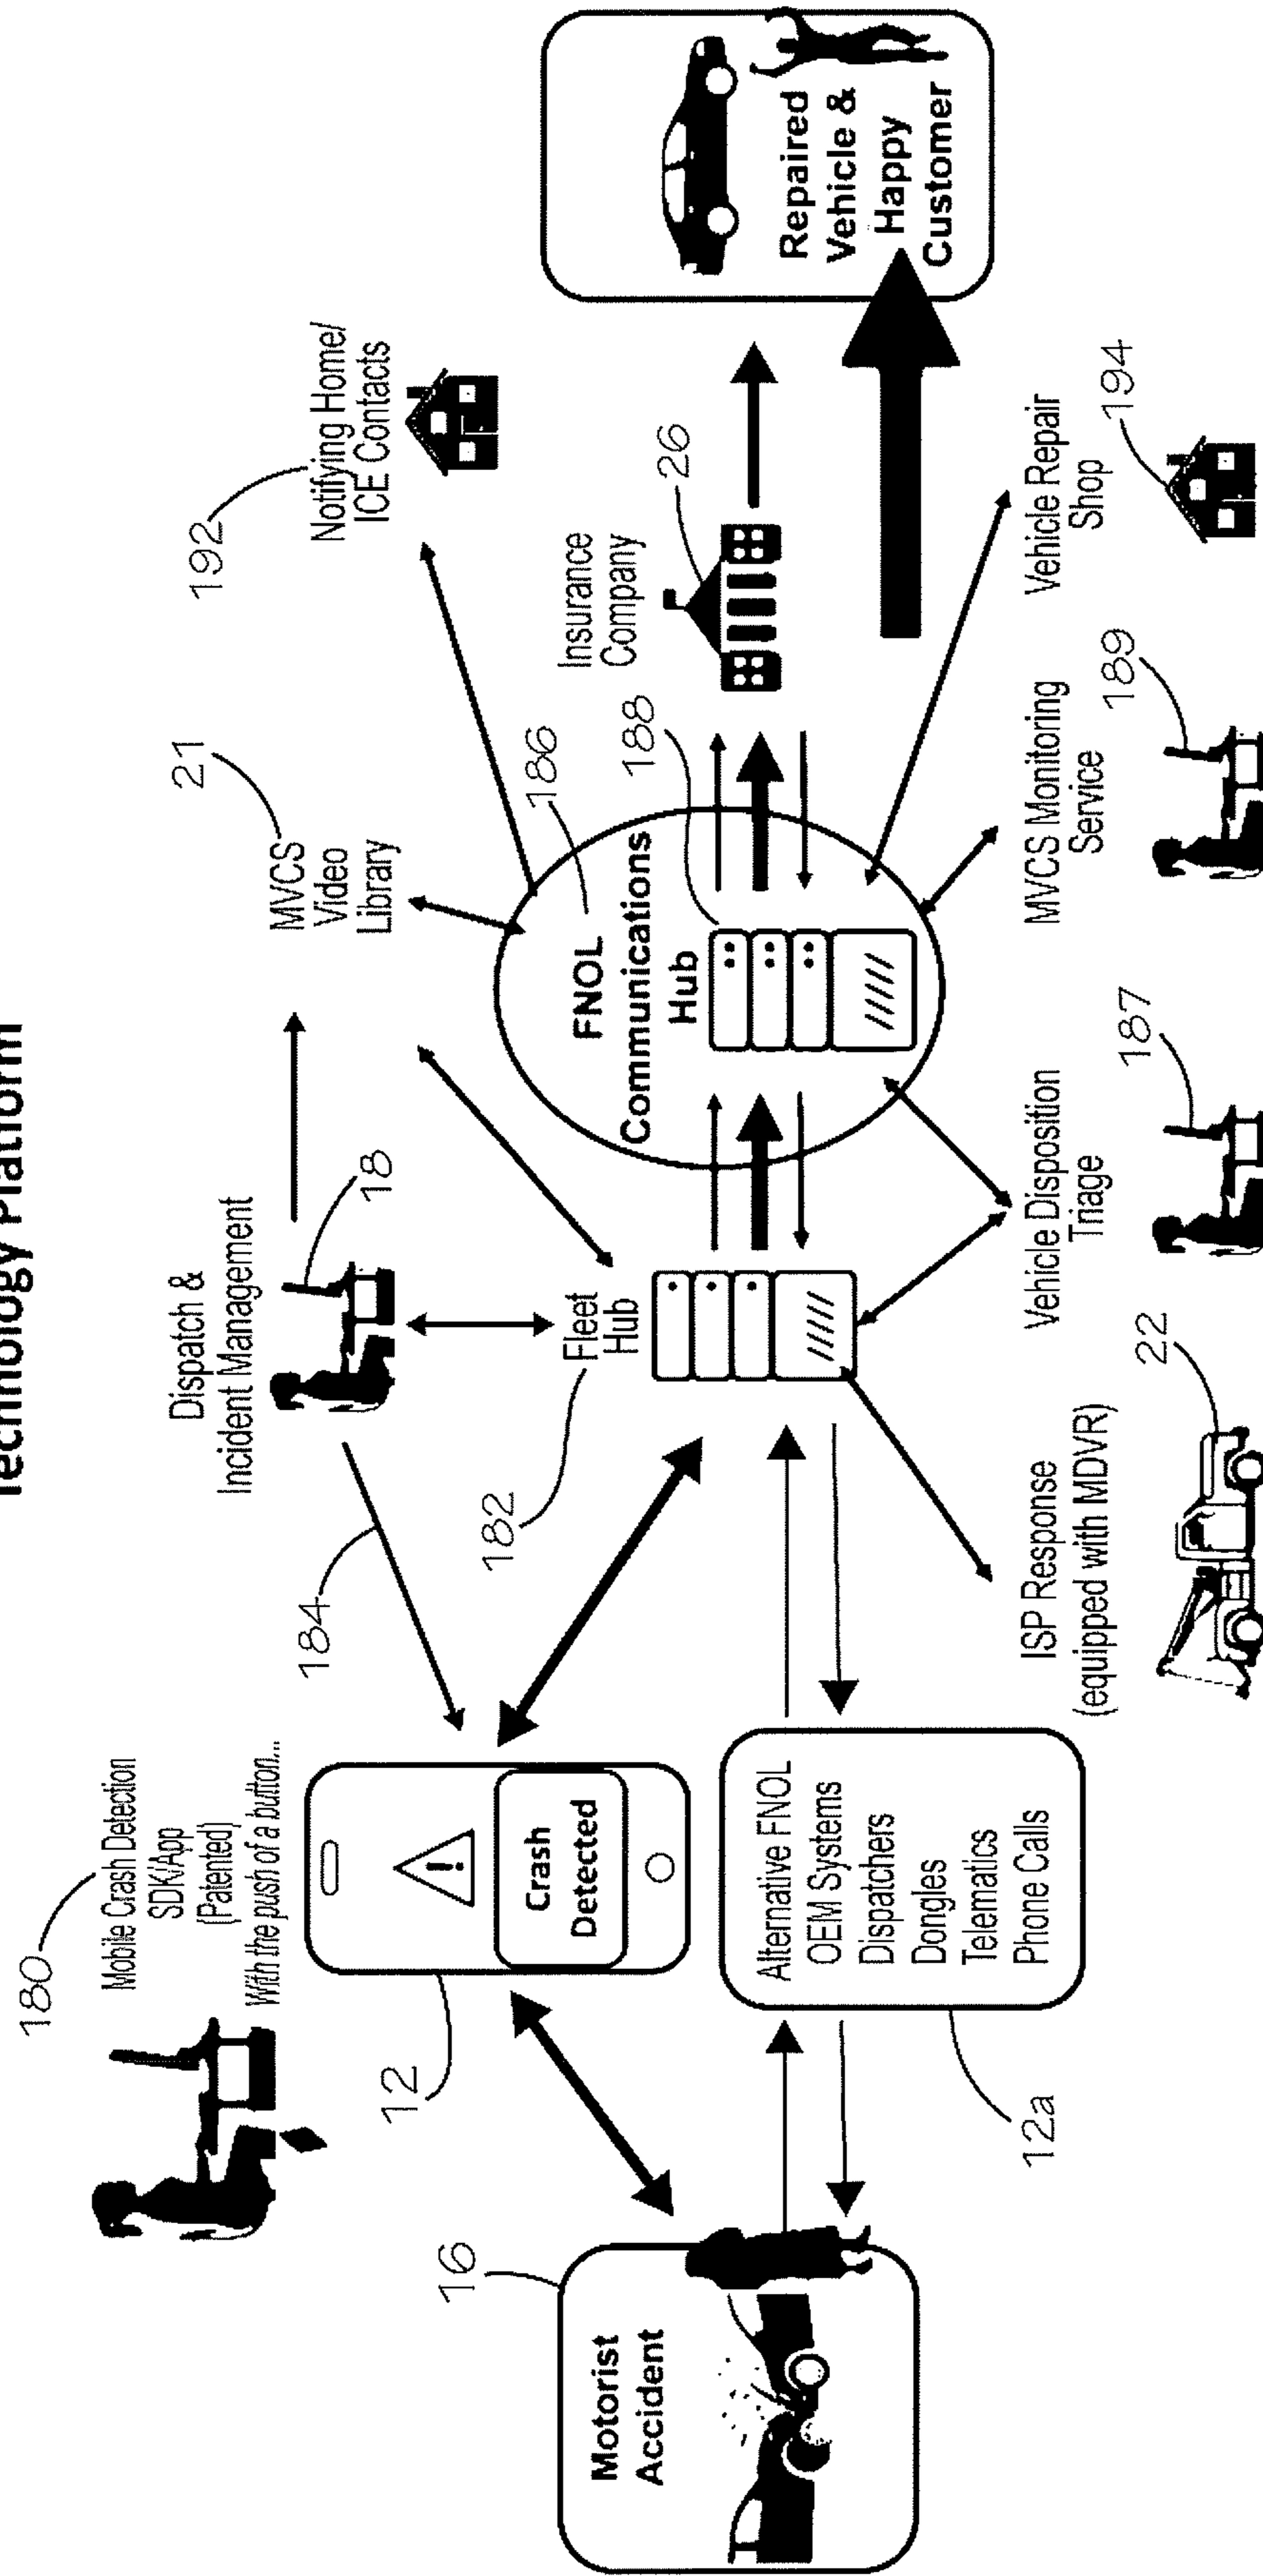 Technology Platform
180
Mobile Crash Detection
SDK/App
(Patented)
With the push of a button...
184
Dispatch &
Incident Management
18
21
MVCS
Video
Library
192
Notifying Home/
ICE Contacts
16
Motorist
Accident
12
Crash
Detected
182
Fleet
Hub
186
FNOL
Communications
Hub
188
Insurance
Company
26
Repaired
Vehicle &
Happy
Customer
Alternative FNOL
OEM Systems
Dispatchers
Dongles
Telematics
Phone Calls
12a
ISP Response
(equipped with MDVR)
22
Vehicle Disposition
Triage
187
MVCS Monitoring
Service
189
Vehicle Repair
Shop
194